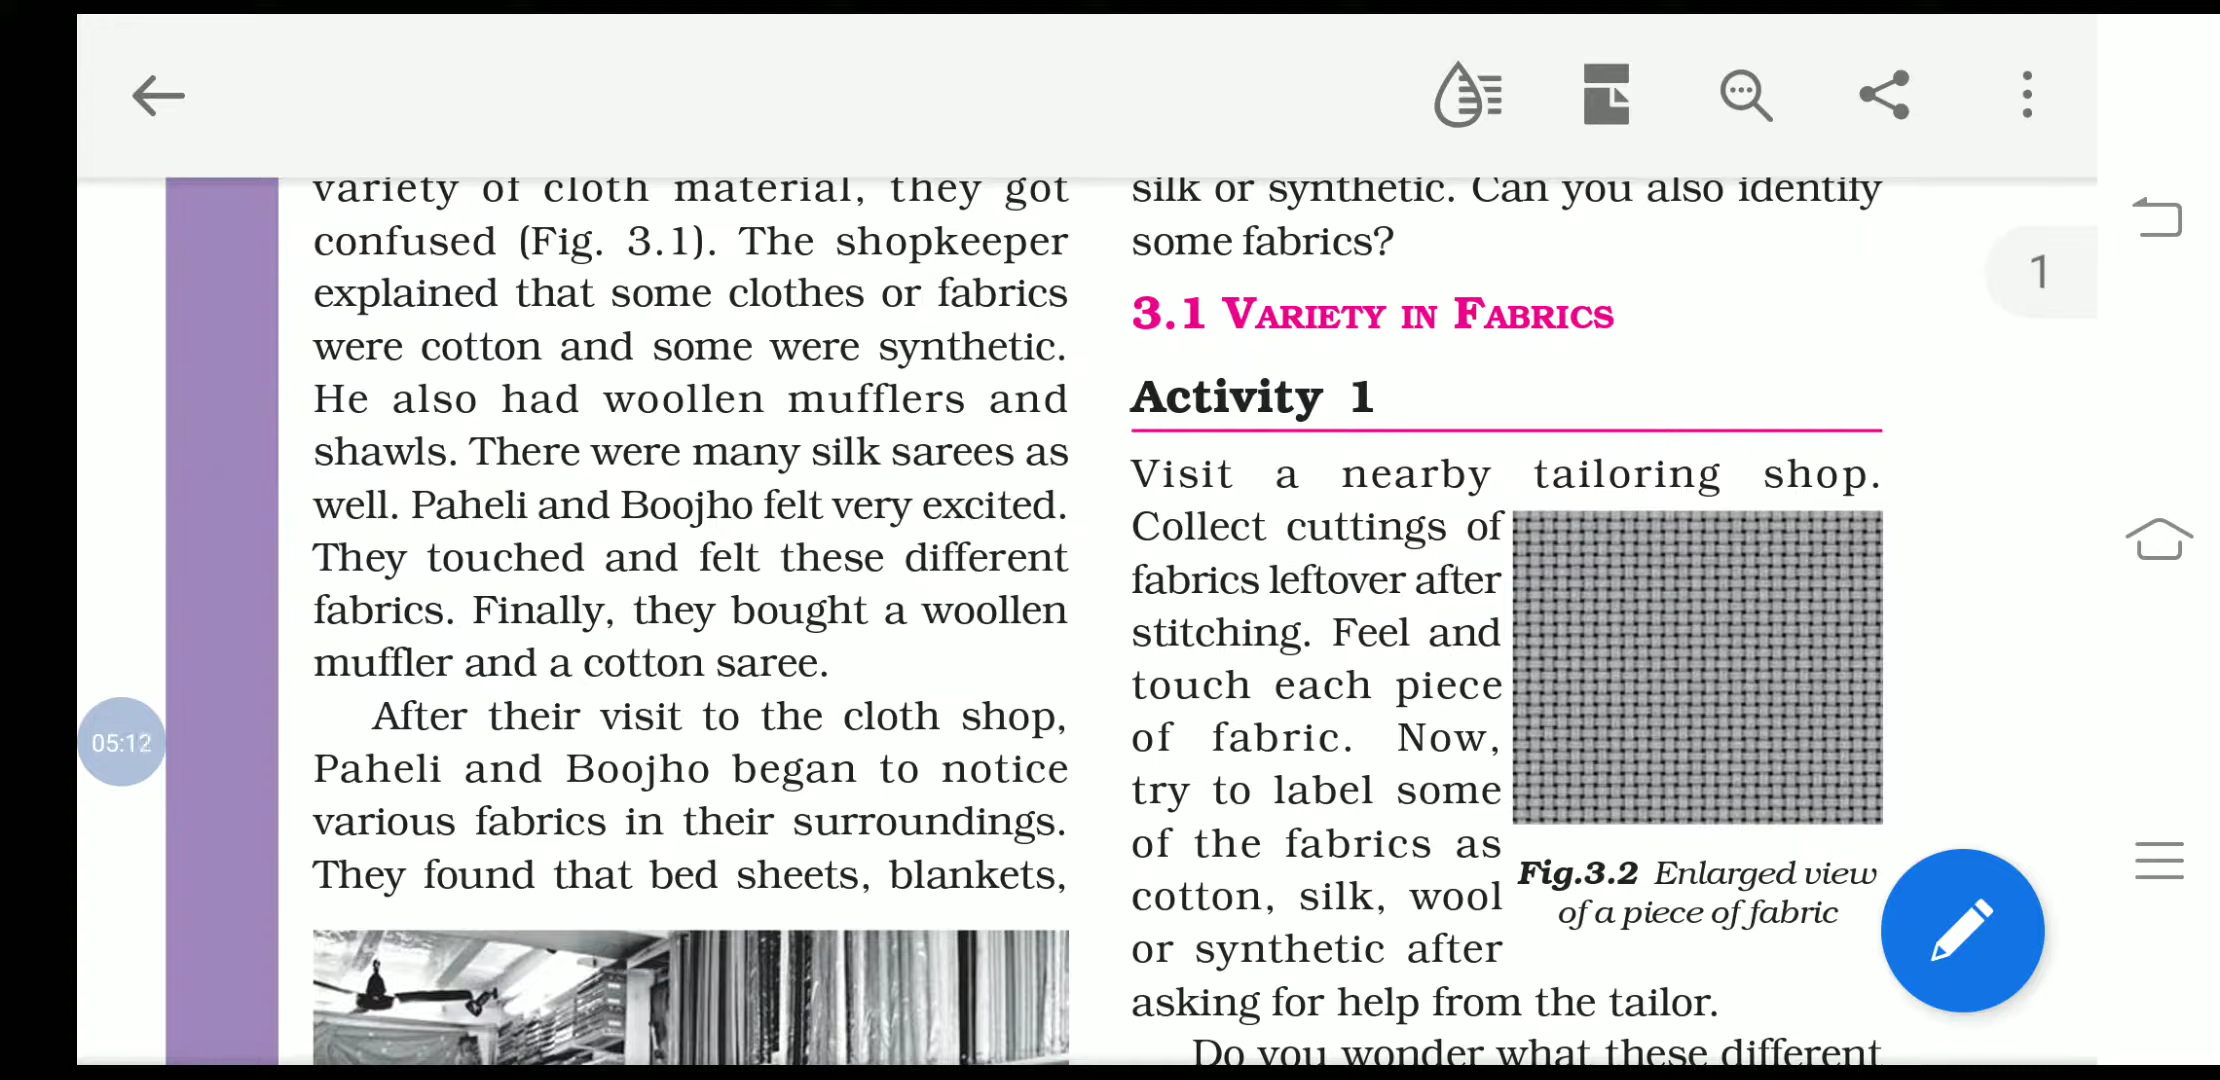 variety of cloth material, they got
confused (Fig. 3.1). The shopkeeper
explained that some clothes or fabrics
were cotton and some were synthetic.
He also had woollen mufflers and
shawls. There were many silk sarees as
well. Paheli and Boojho felt very excited.
They touched and felt these different
fabrics. Finally, they bought a woollen
muffler and a cotton saree.
After their visit to the cloth shop,
Paheli and Boojho began to notice
various fabrics in their surroundings.
They found that bed sheets, blankets,
silk or synthetic. Can you also identify
some fabrics?
3.1 VARIETY IN FABRICS
Activity 1
Visit a nearby tailoring shop.
Collect cuttings of
fabrics leftover after
stitching. Feel and
touch each piece
of fabric. Now,
try to label some
of the fabrics as
cotton, silk, wool
or synthetic after
asking for help from the tailor.
Do you wonder what these different
Fig.3.2 Enlarged view
of a piece of fabric
1
05:12